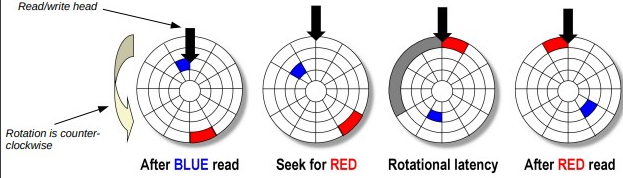 Read/write head
Rotation is counter-
clockwise
After BLUE read
Seek for RED
Rotational latency
After RED read